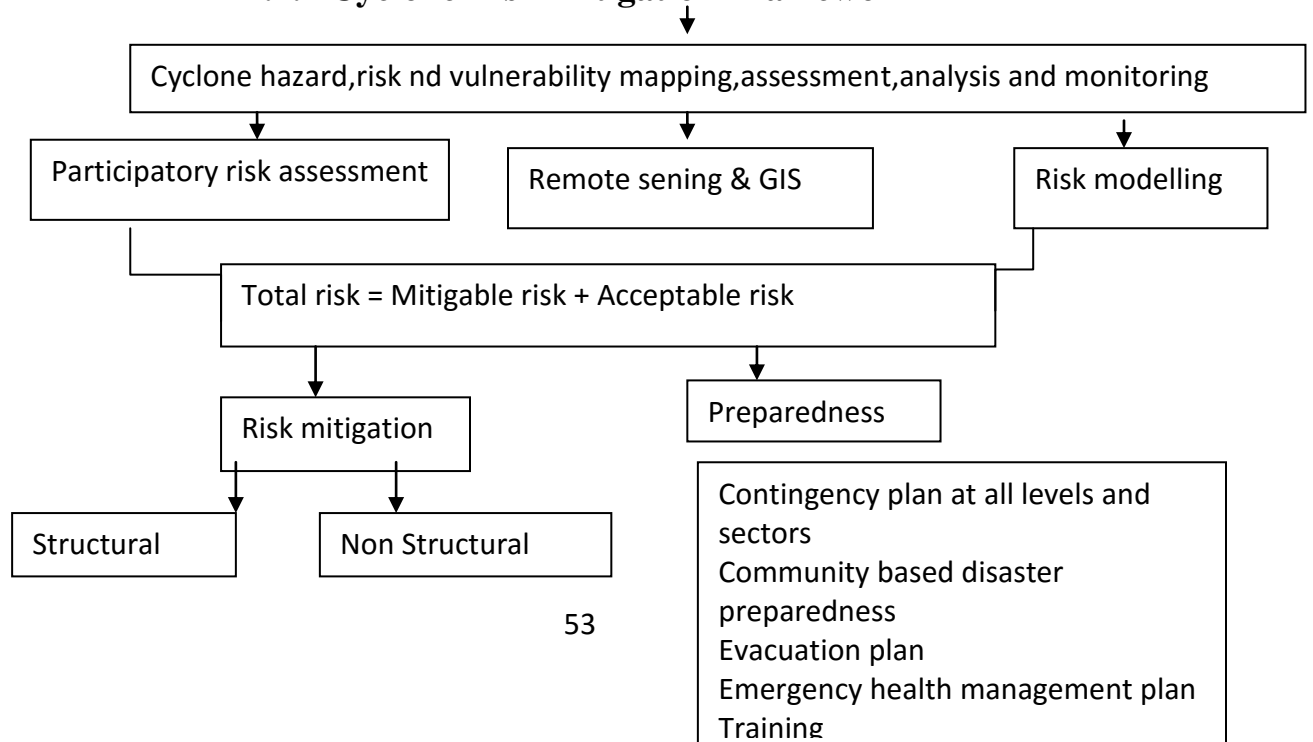 Cyclone hazard,risk nd vulnerability mapping,assessment,analysis and monitoring
Participatory risk assessment
Remote sening & GIS
Risk modelling
Total risk = Mitigable risk + Acceptable risk
Risk mitigation
Preparedness
Structural
Non Structural
Contingency plan at all levels and
sectors
Community based disaster
preparedness
Evacuation plan
Emergency health management plan
Training
53